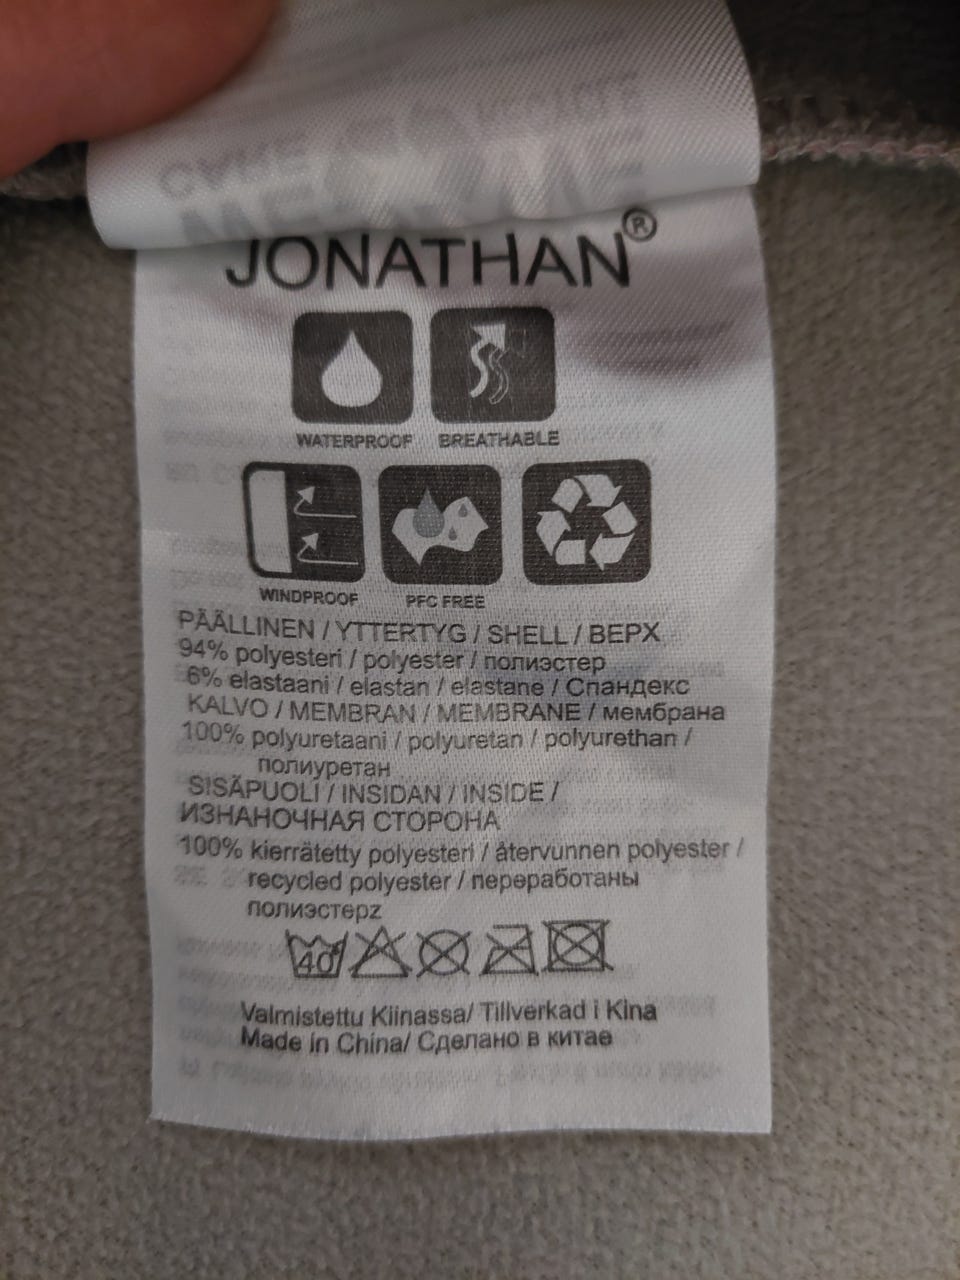 JONATHAN®
WATERPROOF BREATHABLE
WINDPROOF PFC FREE
PÄÄLLINEN / YTTERTYG / SHELL / ВЕРХ
94% polyesteri / polyester / полиэстер
6% elastaani / elastan / elastane / Спандекс
KALVO / MEMBRAN / MEMBRANE / мембрана
100% polyuretaani / polyuretan / polyurethan /
полиуретан
SISÄPUOLI / INSIDAN / INSIDE /
ИЗНАНОЧНАЯ СТОРОНА
100% kierrätetty polyesteri / återvunnen polyester /
recycled polyester / переработаны
полиэстерz
40°
Valmistettu Kiinassa/ Tillverkad i Kina
Made in China/ Сделано в китае